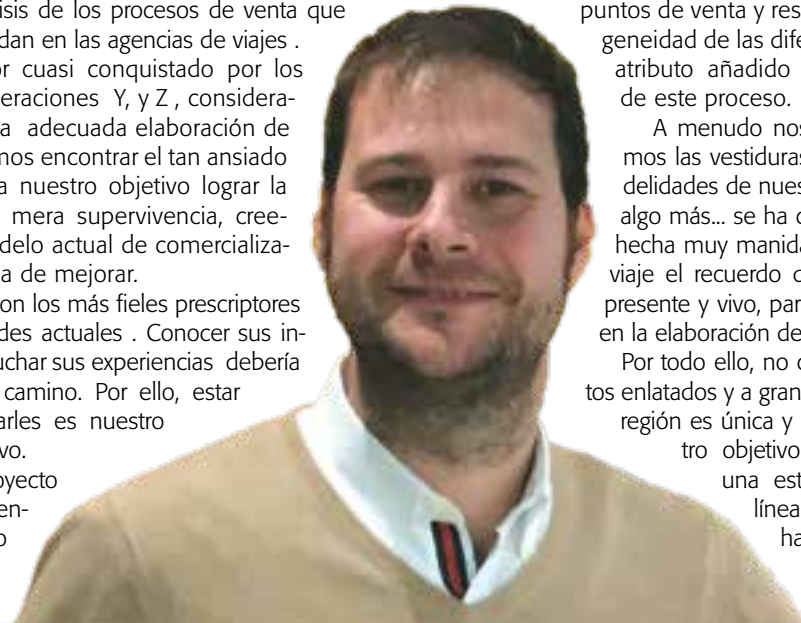 isis de los procesos de venta que
dan en las agencias de viajes .
or cuasi conquistado por los
eraciones Y, y Z , considera-
a adecuada elaboración de
mos encontrar el tan ansiado
a nuestro objetivo lograr la
mera supervivencia, cree-
delo actual de comercializa-
a de mejorar.
on los más fieles prescriptores
des actuales . Conocer sus in-
uchar sus experiencias debería
camino. Por ello, estar
arles es nuestro
vo.
oyecto
en-
o
puntos de venta y res
geneidad de las dife
atributo añadido
de este proceso.
A menudo nos
mos las vestiduras
delidades de nues
algo más... se ha
hecha muy manida
viaje el recuerdo
presente y vivo, par
en la elaboración de
Por todo ello, no
tos enlatados y a gran
región es única y
tro objetivo
una est
línea
ha